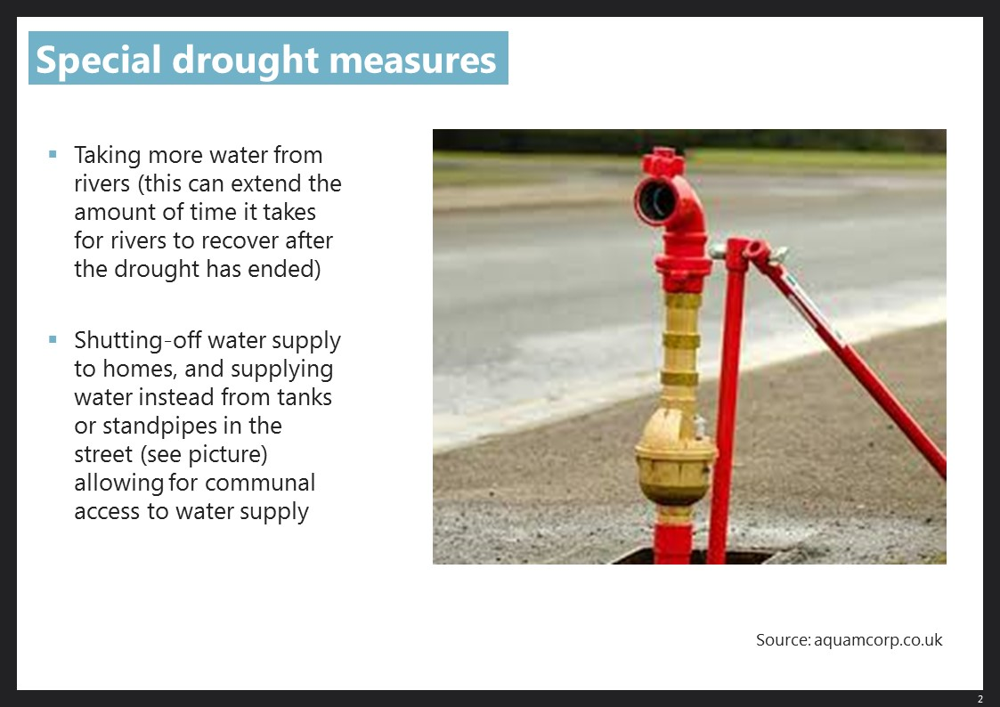 Special drought measures
Taking more water from
rivers (this can extend the
amount of time it takes
for rivers to recover after
the drought has ended)
Shutting-off water supply
to homes, and supplying
water instead from tanks
or standpipes in the
street (see picture)
allowing for communal
access to water supply
Source: aquamcorp.co.uk
2